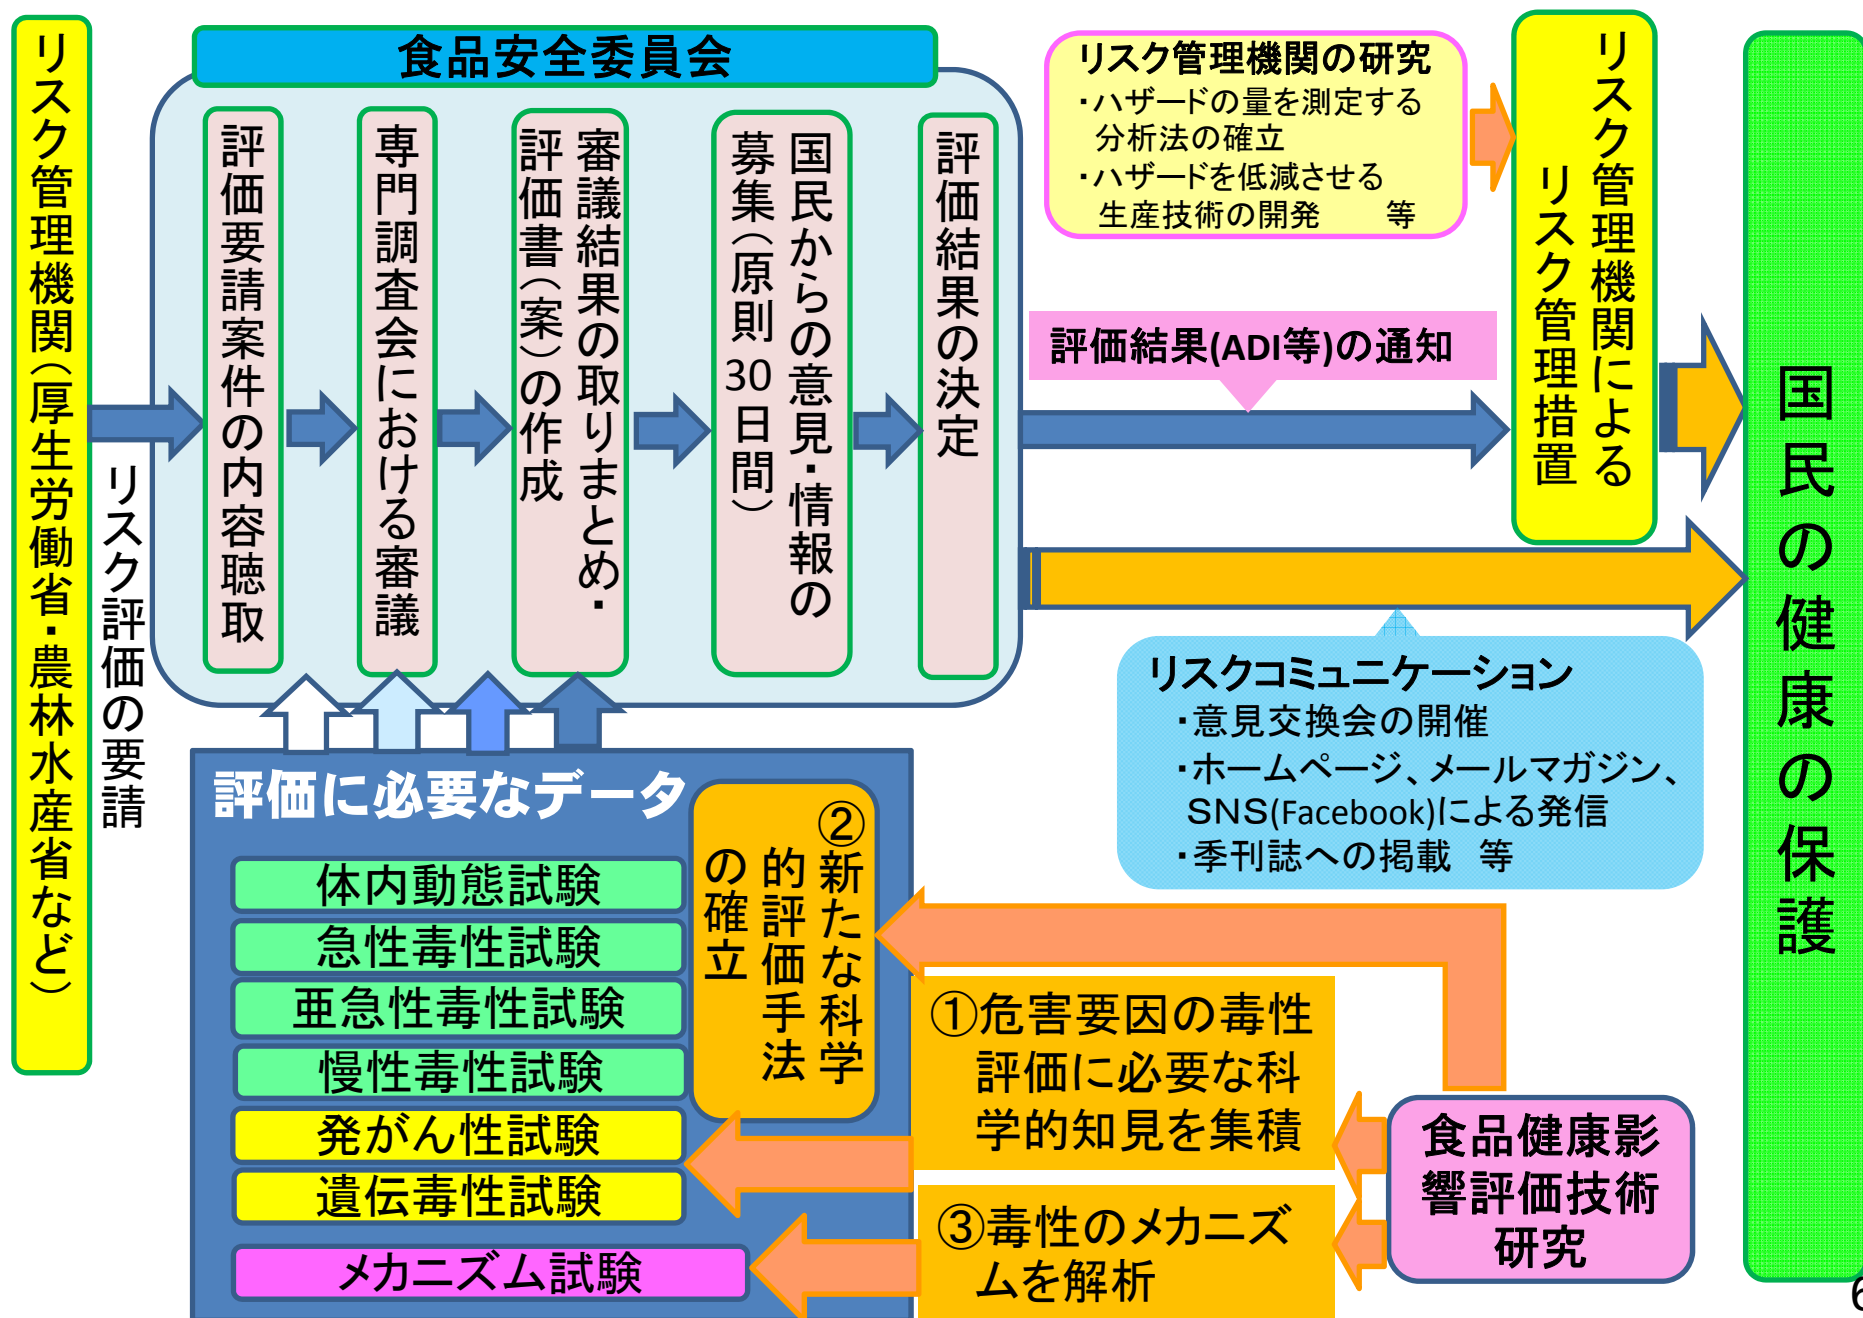 リスク管理機関（厚生労働省・農林水産省など）
リスク評価の要請
食品安全委員会
評価要請案件の内容聴取
専門調査会における審議
審議結果の取りまとめ・
評価書（案）の作成
国民からの意見・情報の
募集（原則30日間）
評価結果の決定
リスク管理機関の研究
・ハザードの量を測定する
分析法の確立
・ハザードを低減させる
生産技術の開発　　等
評価結果(ADI等)の通知
リスク管理機関による
リスク管理措置
国民の健康の保護
リスクコミュニケーション
・意見交換会の開催
・ホームページ、メールマガジン、
ＳＮＳ(Facebook)による発信
・季刊誌への掲載　等
評価に必要なデータ
体内動態試験
急性毒性試験
亜急性毒性試験
慢性毒性試験
発がん性試験
遺伝毒性試験
メカニズム試験
②新たな科学
的評価手法
の確立
①危害要因の毒性
評価に必要な科
学的知見を集積
③毒性のメカニズ
ムを解析
食品健康影
響評価技術
研究
6